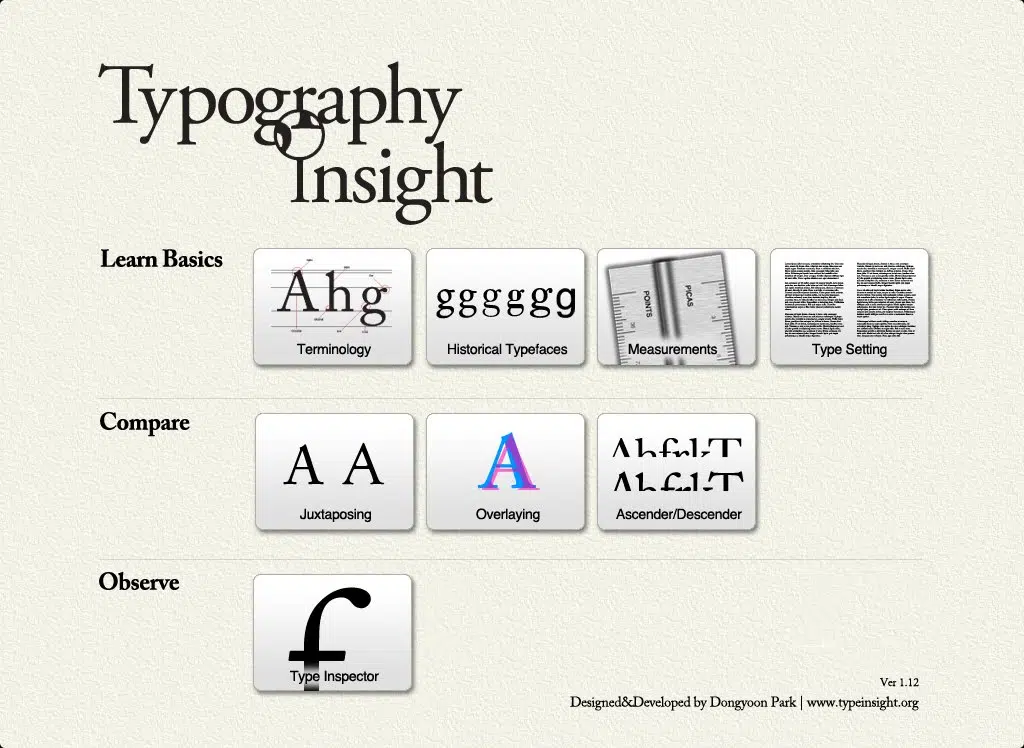 Typography
Insight
Learn Basics
Ahg
Terminology
ggggggg
Historical Typefaces
POINTS
PICAS
Measurements
Type Setting
Compare
A A
Juxtaposing
A
Overlaying
AbfrkT
AbfrkT
Ascender/Descender
Observe
f
Type Inspector
Ver 1.12
Designed&Developed by Dongyoon Park | www.typeinsight.org